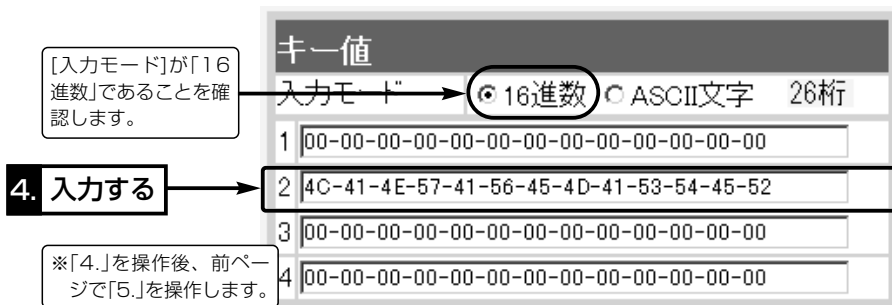 キー値
[入力モード]が「16
進数」であることを確
認します。
入力モード 16進数 ASCII文字 26桁
1 00-00-00-00-00-00-00-00-00-00-00-00-00
4. 入力する
2 4C-41-4E-57-41-56-45-4D-41-53-54-45-52
3 00-00-00-00-00-00-00-00-00-00-00-00-00
※「4.」を操作後、前ペー
ジで「5.」を操作します。
4 00-00-00-00-00-00-00-00-00-00-00-00-00